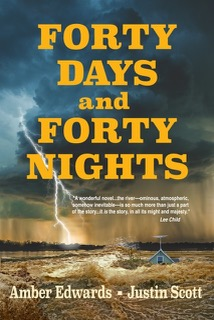 FORTY
DAYS
and
FORTY
NIGHTS
"A wonderful novel...the river—ominous, atmospheric,
somehow inevitable—is so much more than just a part
of the story...it is the story, in all its might and majesty."
Lee Child
Amber Edwards ▪ Justin Scott